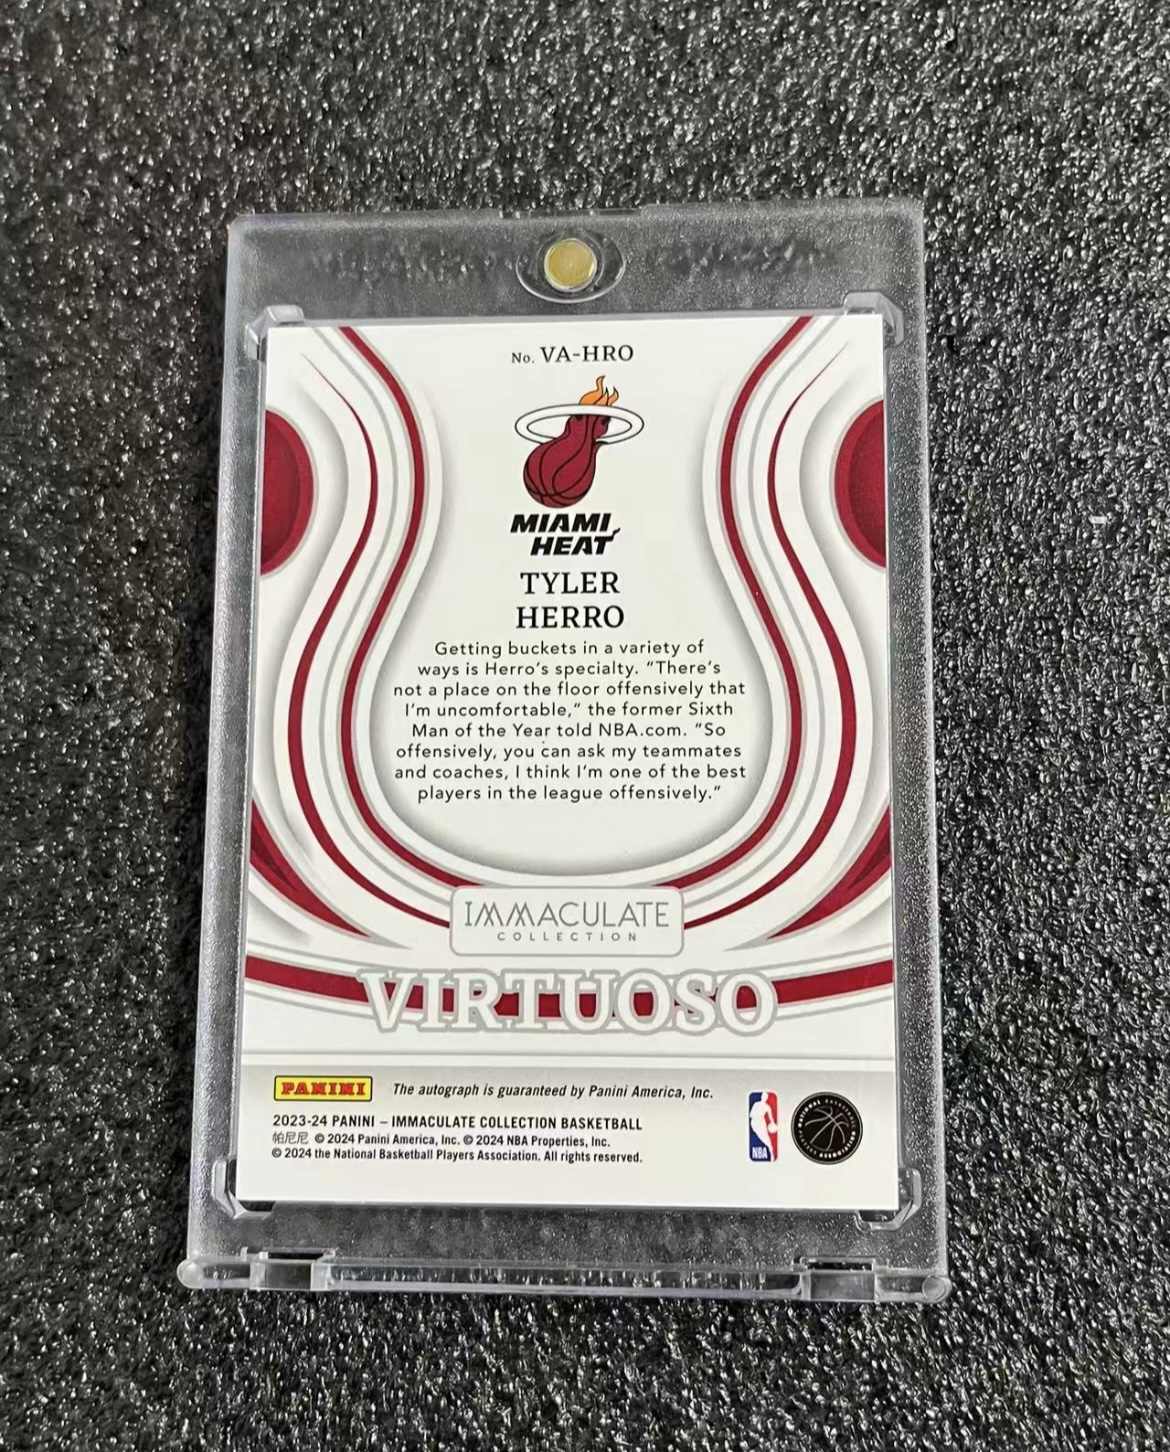 No. VA-HRO
MIAMI
HEAT
TYLER
HERRO
Getting buckets in a variety of
ways is Herro's specialty. "There's
not a place on the floor offensively that
I'm uncomfortable," the former Sixth
Man of the Year told NBA.com. "So
offensively, you can ask my teammates
and coaches, I think I'm one of the best
players in the league offensively."
IMMACULATE
COLLECTION
VIRTUOSO
PANINI The autograph is guaranteed by Panini America, Inc.
2023-24 PANINI – IMMACULATE COLLECTION BASKETBALL
帕尼尼 © 2024 Panini America, Inc. © 2024 NBA Properties, Inc.
© 2024 the National Basketball Players Association. All rights reserved.
NBA